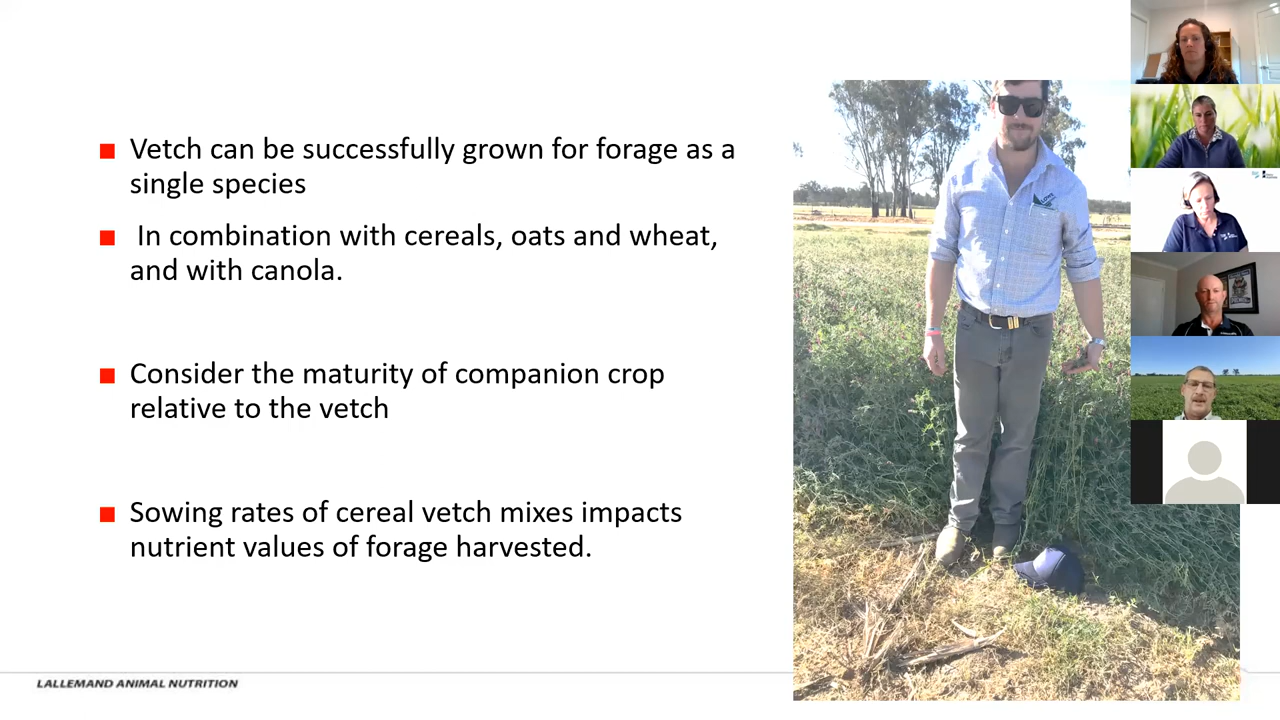 Vetch can be successfully grown for forage as a
single species
In combination with cereals, oats and wheat,
and with canola.
Consider the maturity of companion crop
relative to the vetch
Sowing rates of cereal vetch mixes impacts
nutrient values of forage harvested.
LALLEMAND ANIMAL NUTRITION